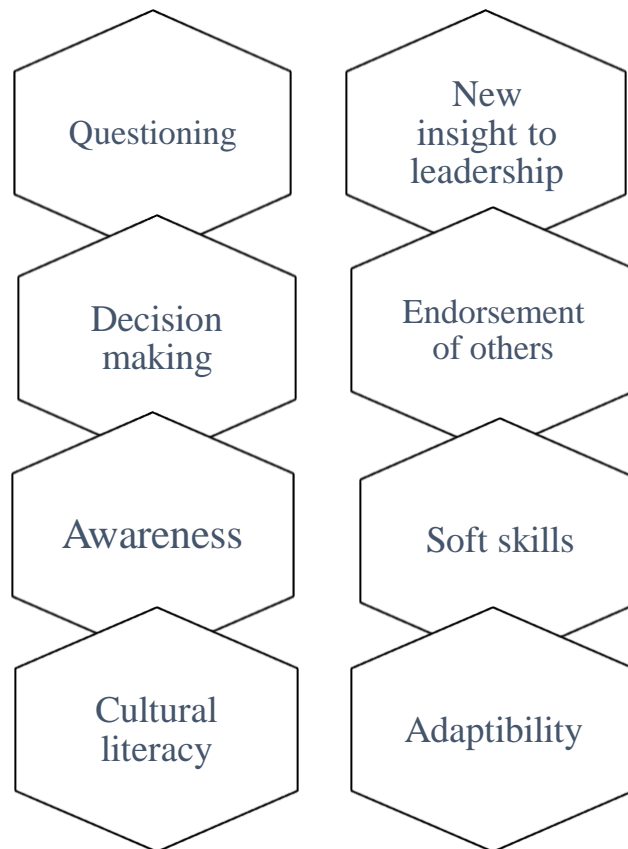 Questioning
New
insight to
leadership
Decision
making
Endorsement
of others
Awareness
Soft skills
Cultural
literacy
Adaptibility